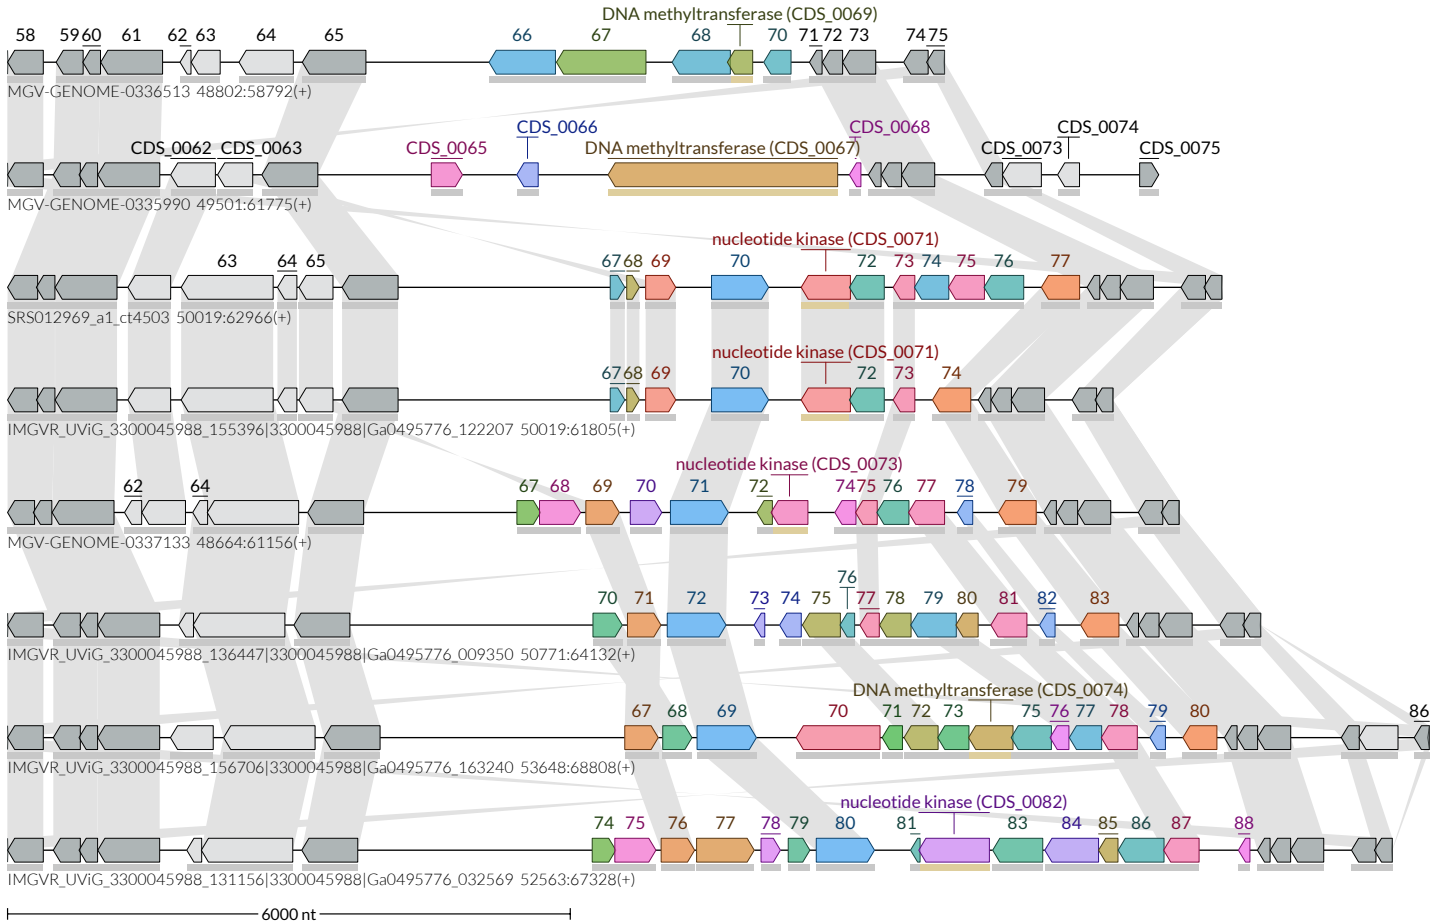 DNA methyltransferase (CDS_0069)
58 59 60 61 62 63 64 65 66 67 68 70 71 72 73 74 75
MGV-GENOME-0336513 48802:58792(+)
CDS_0066 CDS_0068 CDS_0074
CDS_0062 CDS_0063 CDS_0065 DNA methyltransferase (CDS_0067) CDS_0073 CDS_0075
MGV-GENOME-0335990 49501:61775(+)
nucleotide kinase (CDS_0071)
63 64 65 67 68 69 70 72 73 74 75 76 77
SRS012969_a1_ct4503 50019:62966(+)
nucleotide kinase (CDS_0071)
67 68 69 70 72 73 74
IMGVR_UViG_3300045988_155396|3300045988|Ga0495776_122207 50019:61805(+)
nucleotide kinase (CDS_0073)
62 64 67 68 69 70 71 72 74 75 76 77 78 79
MGV-GENOME-0337133 48664:61156(+)
76
70 71 72 73 74 75 77 78 79 80 81 82 83
IMGVR_UViG_3300045988_136447|3300045988|Ga0495776_009350 50771:64132(+)
DNA methyltransferase (CDS_0074)
67 68 69 70 71 72 73 75 76 77 78 79 80 86
IMGVR_UViG_3300045988_156706|3300045988|Ga0495776_163240 53648:68808(+)
nucleotide kinase (CDS_0082)
74 75 76 77 78 79 80 81 83 84 85 86 87 88
IMGVR_UViG_3300045988_131156|3300045988|Ga0495776_032569 52563:67328(+)
6000 nt